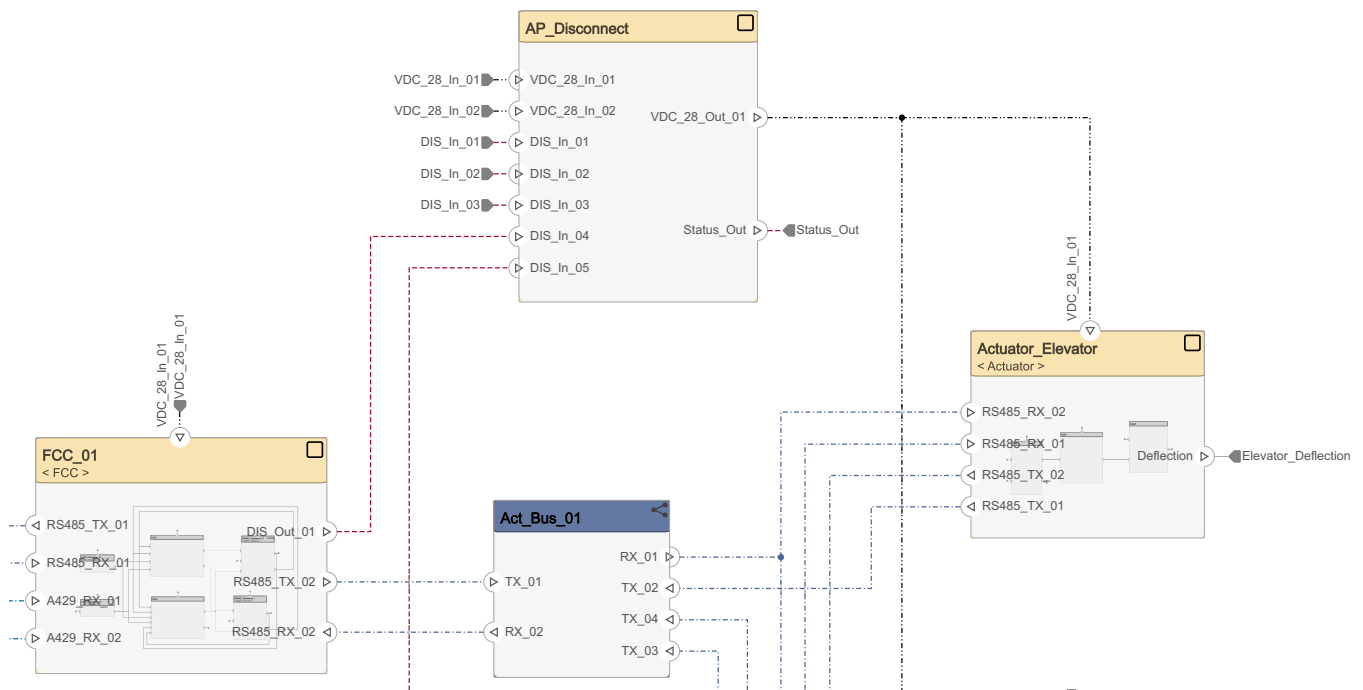 AP_Disconnect
VDC_28_In_01
VDC_28_In_01
VDC_28_In_02
VDC_28_In_02
VDC_28_Out_01
DIS_In_01
DIS_In_01
DIS_In_02
DIS_In_02
DIS_In_03
DIS_In_03
DIS_In_04
Status_Out
Status_Out
DIS_In_05
VDC_28_In_01
Actuator_Elevator
< Actuator >
RS485_RX_02
RS485_RX_01
RS485_TX_02
RS485_TX_01
Deflection
Elevator_Deflection
VDC_28_In_01
VDC_28_In_01
FCC_01
< FCC >
RS485_TX_01
RS485_RX_01
A429_RX_01
A429_RX_02
DIS_Out_01
RS485_TX_02
RS485_RX_02
Act_Bus_01
TX_01
RX_02
RX_01
TX_02
TX_04
TX_03